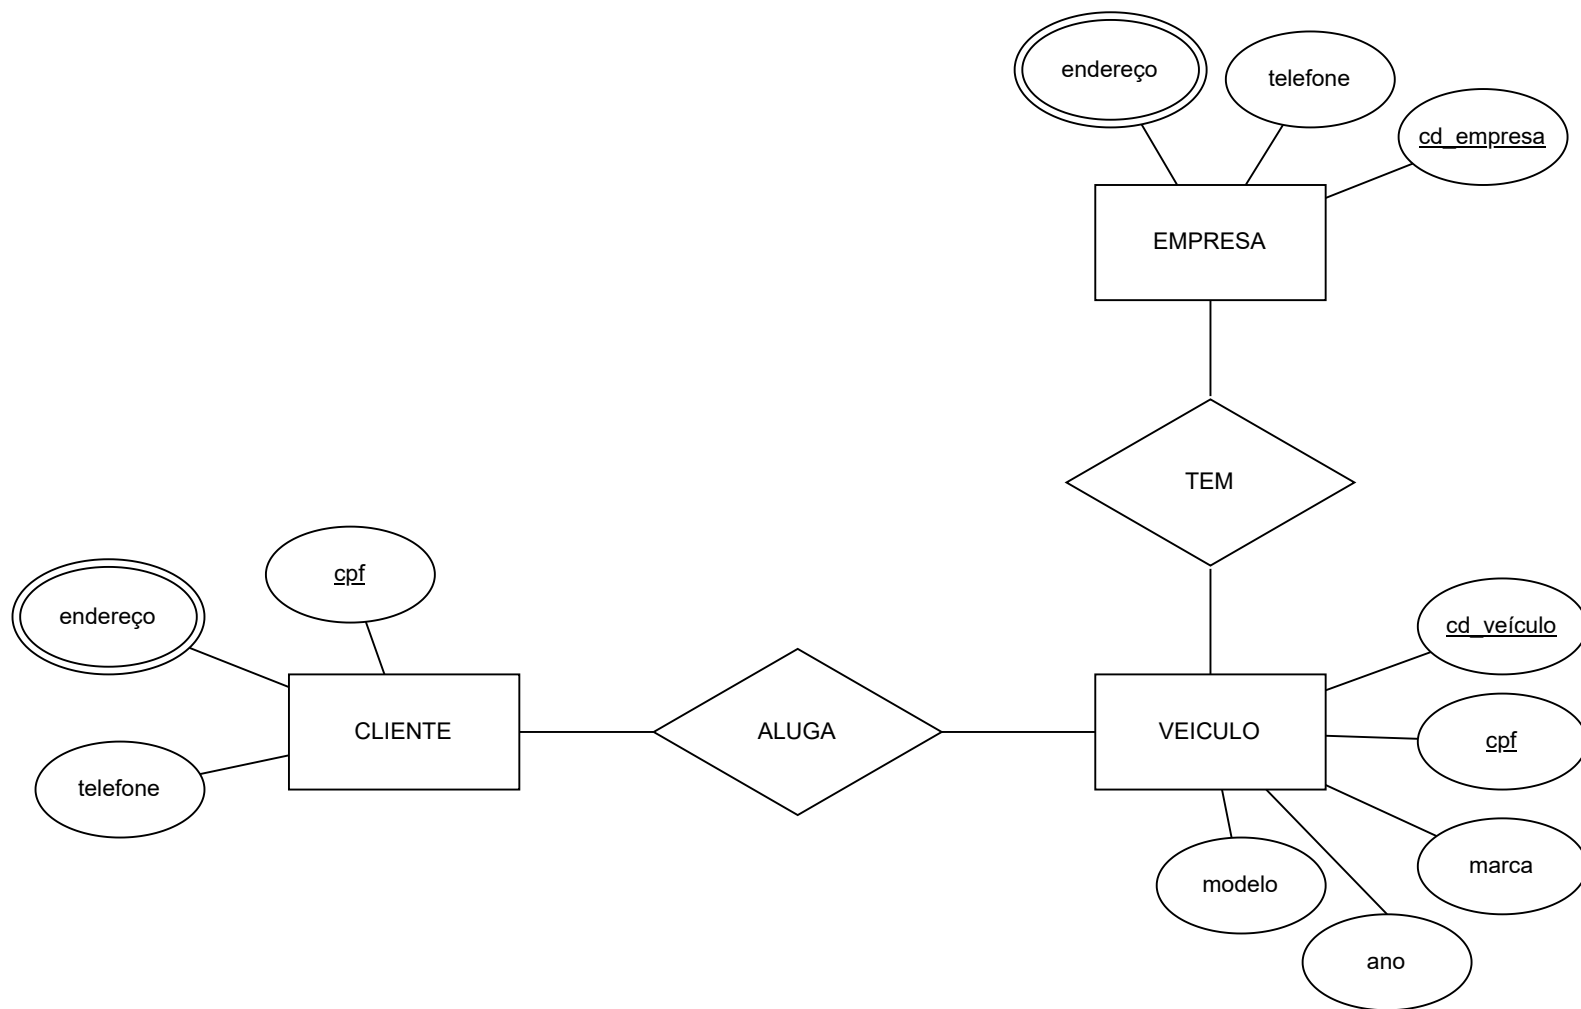 endereço
telefone
cd_empresa
EMPRESA
TEM
cpf
endereço
cd_veículo
CLIENTE
ALUGA
VEICULO
cpf
telefone
marca
modelo
ano